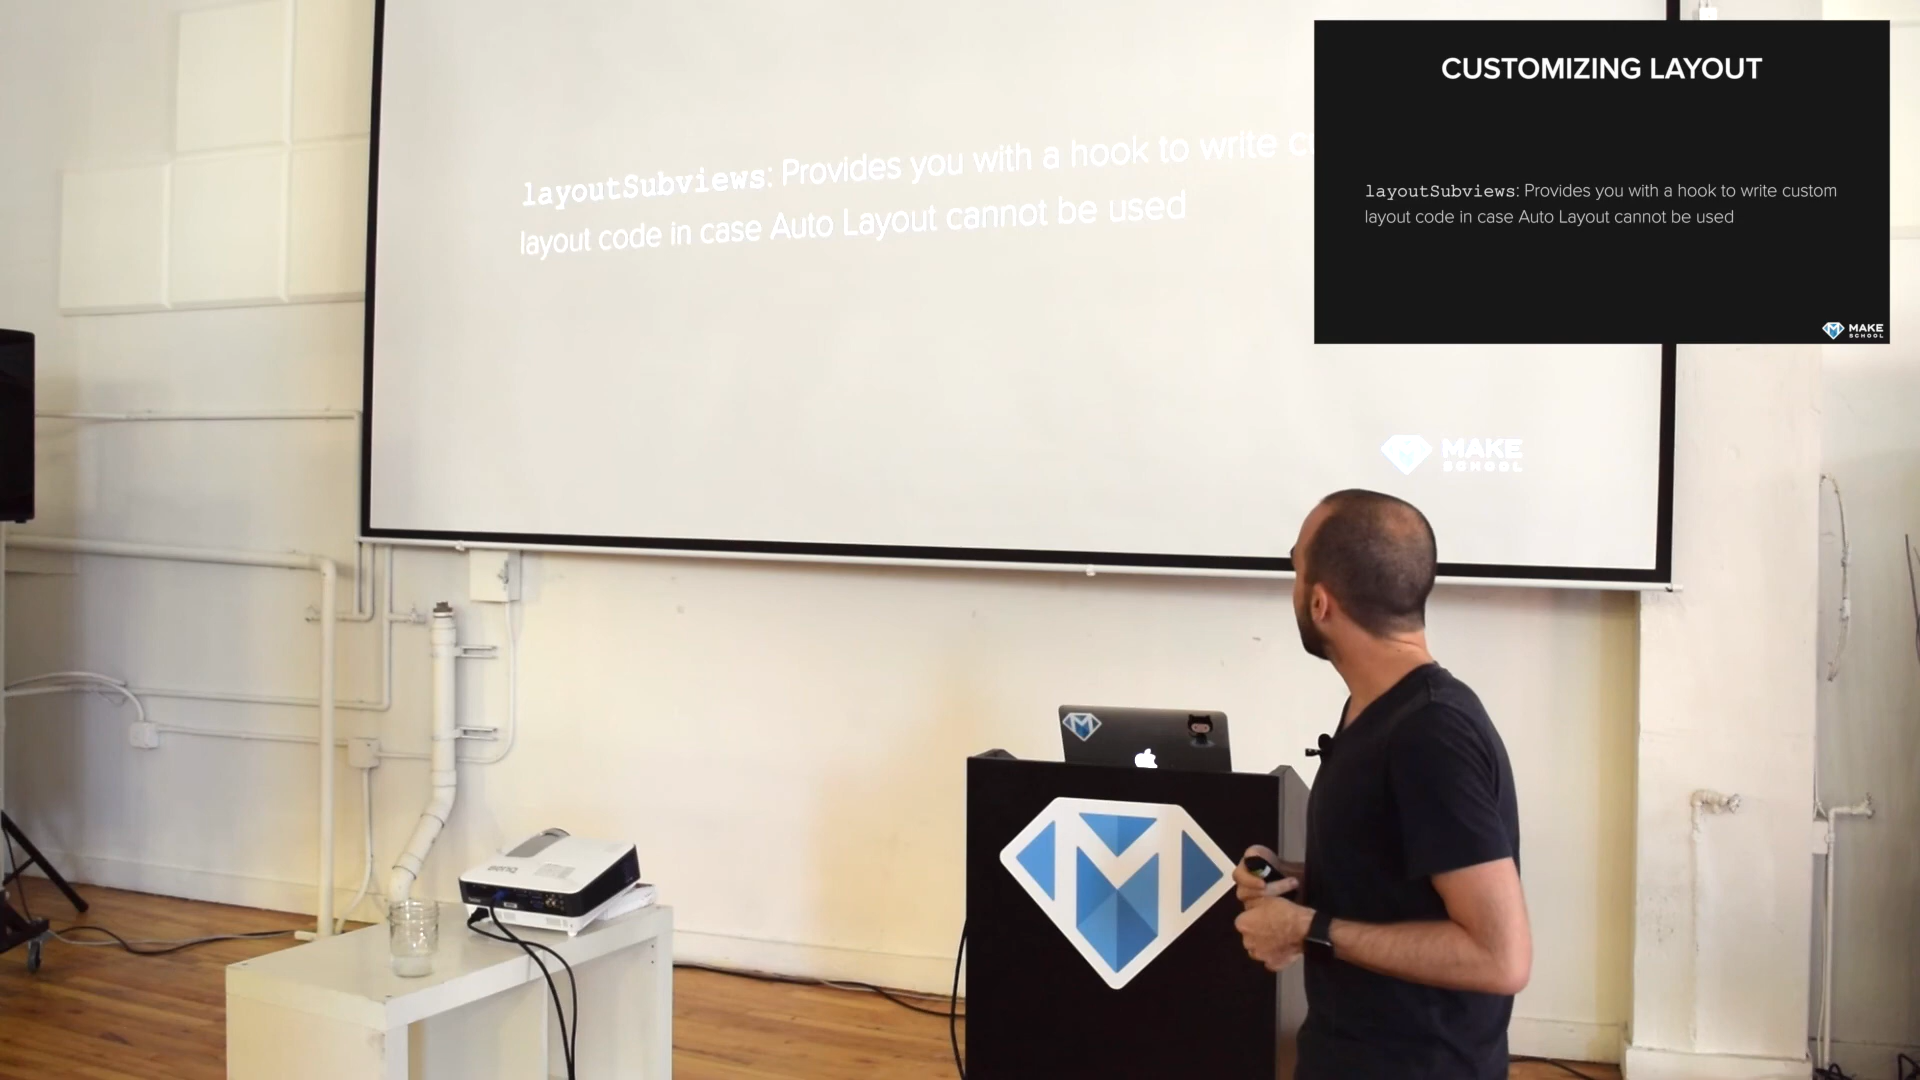 layoutSubviews: Provides you with a hook to write
layout code in case Auto Layout cannot be used
MAKE
SCHOOL
CUSTOMIZING LAYOUT
layoutSubviews: Provides you with a hook to write custom
layout code in case Auto Layout cannot be used
MAKE
SCHOOL
BenQ